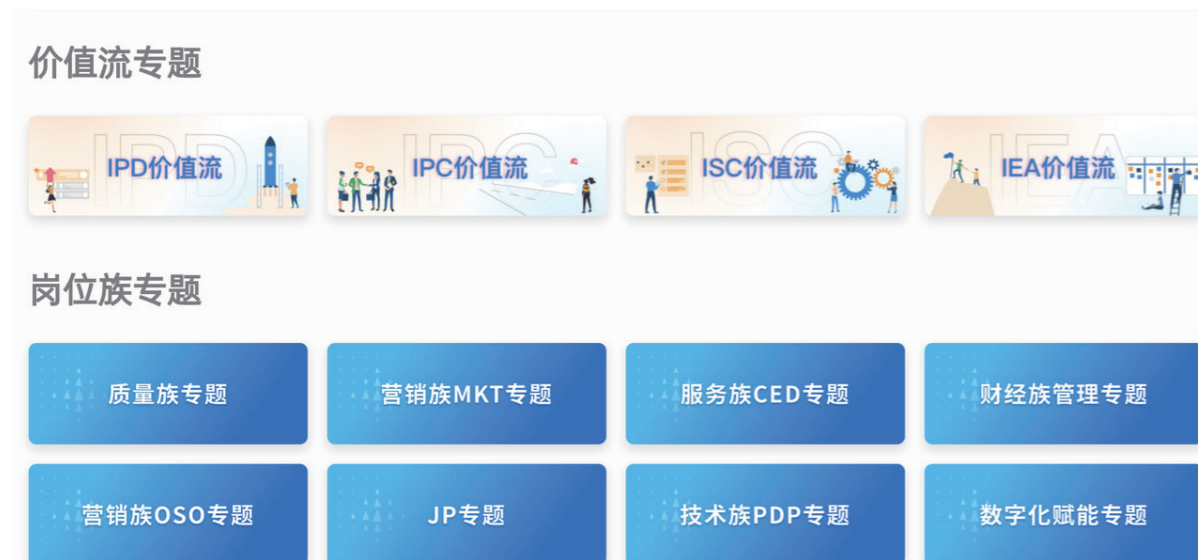 价值流专题
IPD价值流
IPC价值流
ISC价值流
IEA价值流
岗位族专题
质量族专题
营销族MKT专题
服务族CED专题
财经族管理专题
营销族OSO专题
JP专题
技术族PDP专题
数字化赋能专题